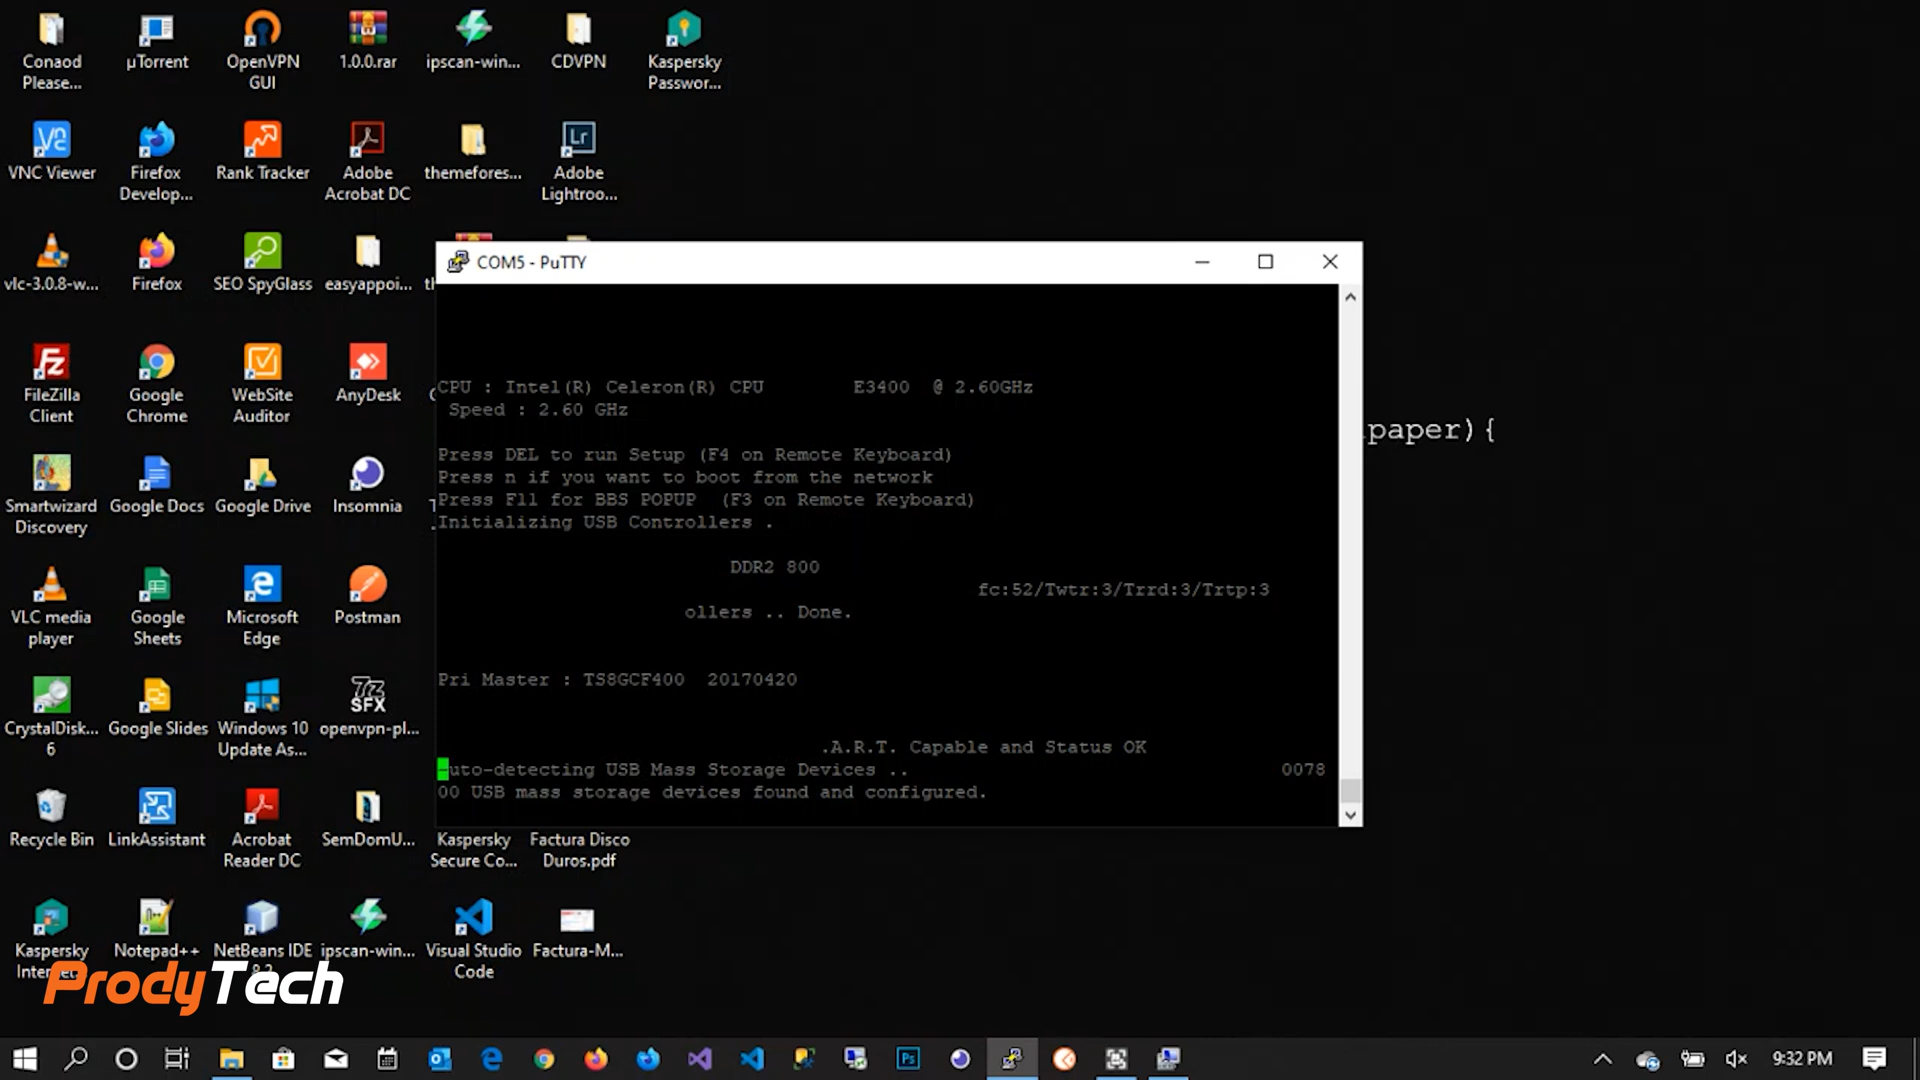 Conaod
Please...
µTorrent
OpenVPN
GUI
1.0.0.rar
ipscan-win...
CDVPN
Kaspersky
Passwor...
VNC Viewer
Firefox
Develop...
Rank Tracker
Adobe
Acrobat DC
themefores...
Lr
Adobe
Lightroo...
vlc-3.0.8-w...
Firefox
SEO SpyGlass
easyappoi...
FileZilla
Client
Google
Chrome
WebSite
Auditor
AnyDesk
Smartwizard
Discovery
Google Docs
Google Drive
Insomnia
VLC media
player
Google
Sheets
Microsoft
Edge
Postman
CrystalDisk...
6
Google Slides
Windows 10
Update As...
7z
SFX
openvpn-pl...
Recycle Bin
LinkAssistant
Acrobat
Reader DC
SemDomU...
Kaspersky
Secure Co...
Factura Disco
Duros.pdf
Kaspersky
Notepad++
NetBeans IDE
ipscan-win...
Visual Studio
Code
Factura-M...
COM5 - PuTTY
CPU : Intel(R) Celeron(R) CPU        E3400  @ 2.60GHz
Speed : 2.60 GHz
Press DEL to run Setup (F4 on Remote Keyboard)
Press n if you want to boot from the network
Press F11 for BBS POPUP  (F3 on Remote Keyboard)
Initializing USB Controllers .
DDR2 800
fc:52/Twtr:3/Trrd:3/Trtp:3
ollers .. Done.
Pri Master : TS8GCF400  20170420
.A.R.T. Capable and Status OK
uto-detecting USB Mass Storage Devices .. 0078
00 USB mass storage devices found and configured.
paper){
ProdyTech
Ps
9:32 PM